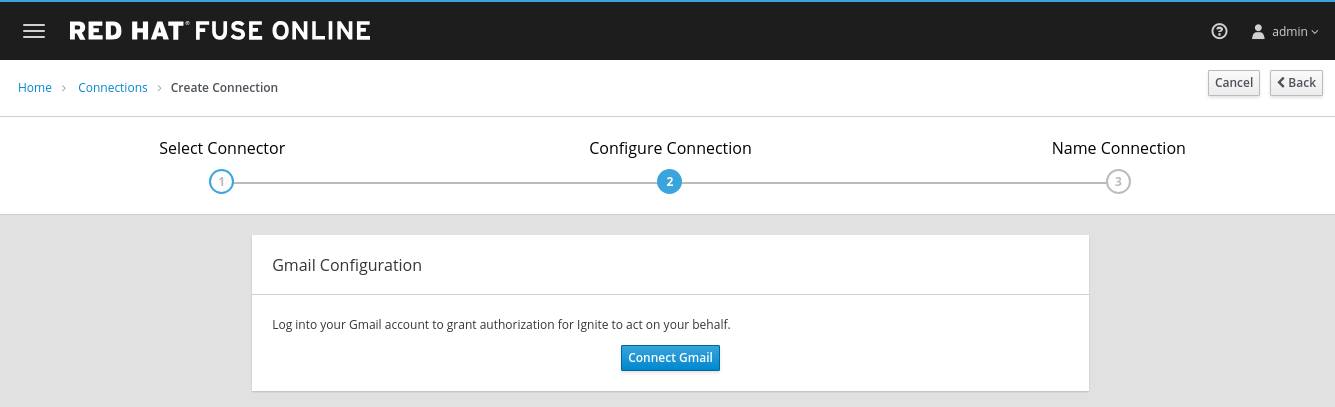 RED HAT® FUSE ONLINE
admin
Home > Connections > Create Connection
Cancel
Back
Select Connector
Configure Connection
Name Connection
1
2
3
Gmail Configuration
Log into your Gmail account to grant authorization for Ignite to act on your behalf.
Connect Gmail